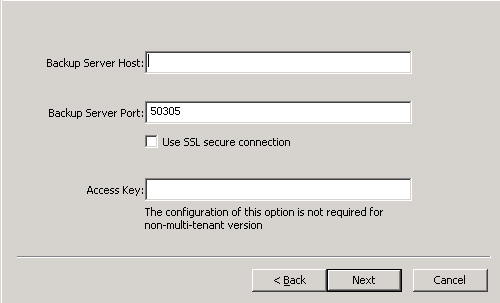 Backup Server Host:
Backup Server Port: 50305
Use SSL secure connection
Access Key:
The configuration of this option is not required for
non-multi-tenant version
< Back Next Cancel